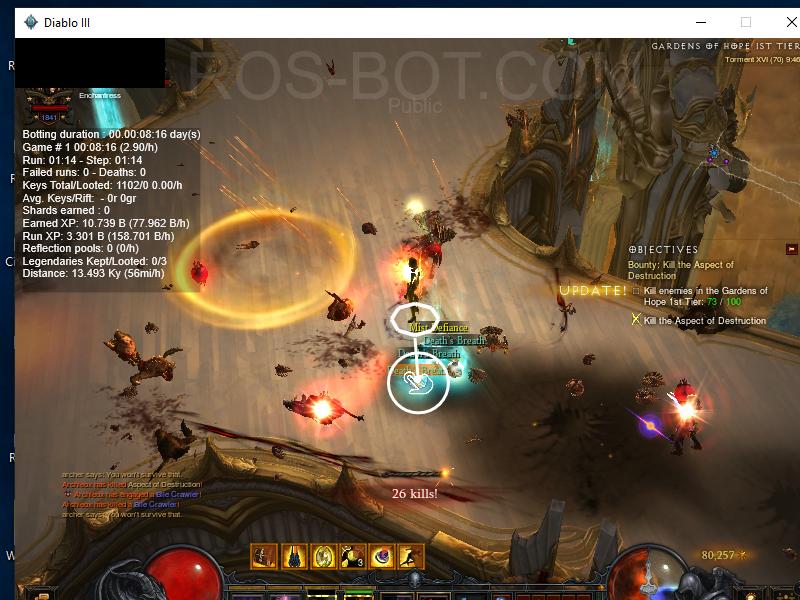 Diablo III
GARDENS OF HOPE 1ST TIER
Torment XVI (70) 9:46
ROS-BOT.COM
Public
Enchantress
1841
Botting duration : 00.00:08:16 day(s)
Game # 1 00:08:16 (2.90/h)
Run: 01:14 - Step: 01:14
Failed runs: 0 - Deaths: 0
Keys Total/Looted: 1102/0 0.00/h
Avg. Keys/Rift: - 0r 0gr
Shards earned : 0
Earned XP: 10.739 B (77.962 B/h)
Run XP: 3.301 B (158.701 B/h)
Reflection pools: 0 (0/h)
Legendaries Kept/Looted: 0/3
Distance: 13.493 Ky (56mi/h)
OBJECTIVES
Bounty: Kill the Aspect of
Destruction
UPDATE!
Kill enemies in the Gardens of
Hope 1st Tier: 73 / 100
Kill the Aspect of Destruction
Mist Defiance
Death's Breath
Death's Breath
Death's Breath
archer says: You won't survive that.
Archleox has killed Aspect of Destruction!
Archleox has engaged a Bile Crawler!
Archleox has killed a Bile Crawler!
archer says: You won't survive that.
26 kills!
3
80,257